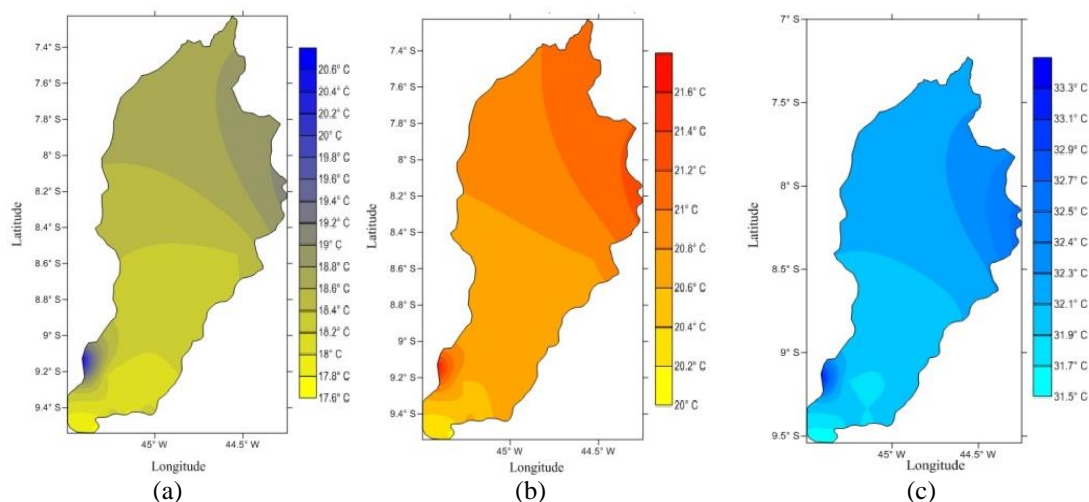 7.4° S
7.6° S
7.8° S
8° S
8.2° S
8.4° S
8.6° S
8.8° S
9° S
9.2° S
9.4° S
Latitude
45° W
44.5° W
Longitude
20.6° C
20.4° C
20.2° C
20° C
19.8° C
19.6° C
19.4° C
19.2° C
19° C
18.8° C
18.6° C
18.4° C
18.2° C
18° C
17.8° C
17.6° C
(a)
7.4° S
7.6° S
7.8° S
8° S
8.2° S
8.4° S
8.6° S
8.8° S
9° S
9.2° S
9.4° S
Latitude
45° W
44.5° W
Longitude
21.6° C
21.4° C
21.2° C
21° C
20.8° C
20.6° C
20.4° C
20.2° C
20° C
(b)
7° S
7.5° S
8° S
8.5° S
9° S
9.5° S
Latitude
45° W
44.5° W
Longitude
33.3° C
33.1° C
32.9° C
32.7° C
32.4° C
32.3° C
31.9° C
31.7° C
31.5° C
(c)